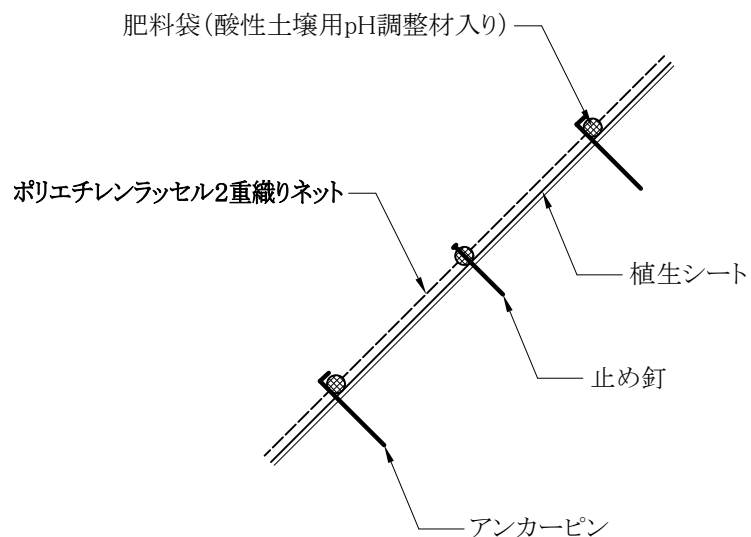 肥料袋(酸性土壌用pH調整材入り)
ポリエチレンラッセル2重織りネット
植生シート
止め釘
アンカーピン